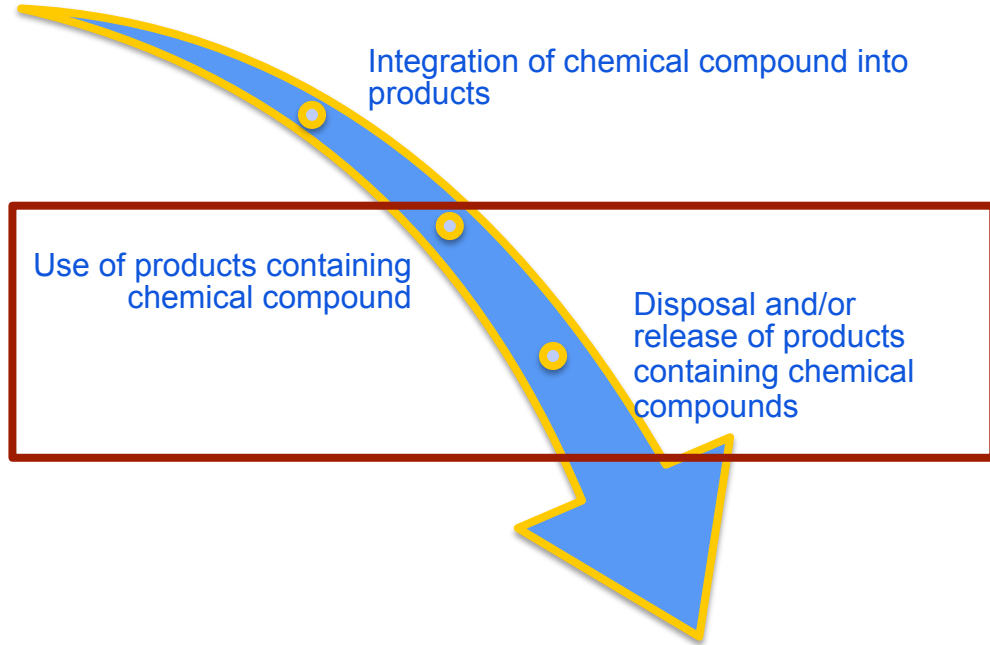 Integration of chemical compound into
products
Use of products containing
chemical compound
Disposal and/or
release of products
containing chemical
compounds